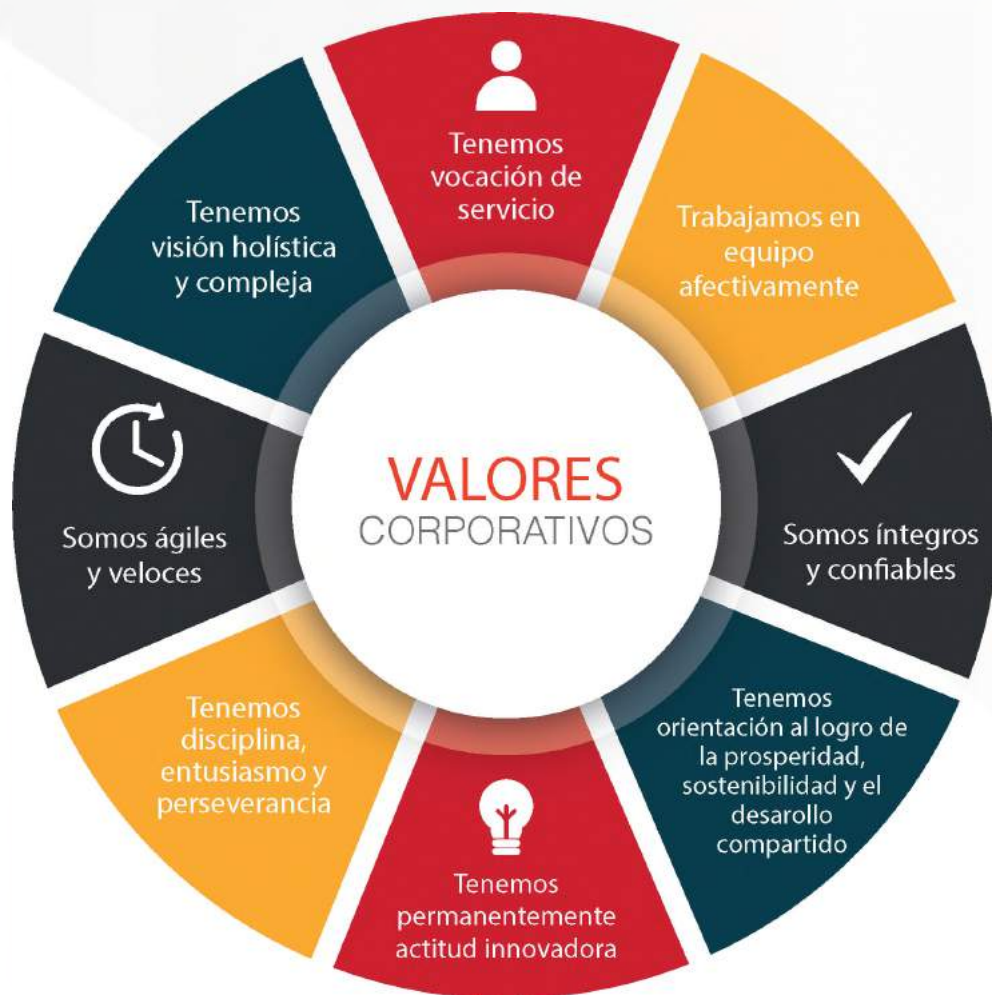 VALORES
CORPORATIVOS
Tenemos
vocación de
servicio
Trabajamos en
equipo
afectivamente
Somos íntegros
y confiables
Tenemos
orientación al logro de
la prosperidad,
sostenibilidad y el
desarollo
compartido
Tenemos
permanentemente
actitud innovadora
Tenemos
disciplina,
entusiasmo y
perseverancia
Somos ágiles
y veloces
Tenemos
visión holística
y compleja